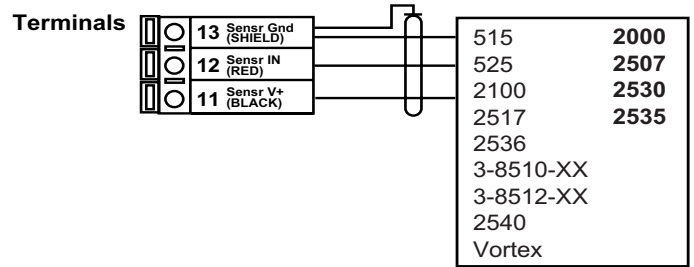 Terminals
13 Sensr Gnd (SHIELD)
12 Sensr IN (RED)
11 Sensr V+ (BLACK)
515 2000
525 2507
2100 2530
2517 2535
2536
3-8510-XX
3-8512-XX
2540
Vortex